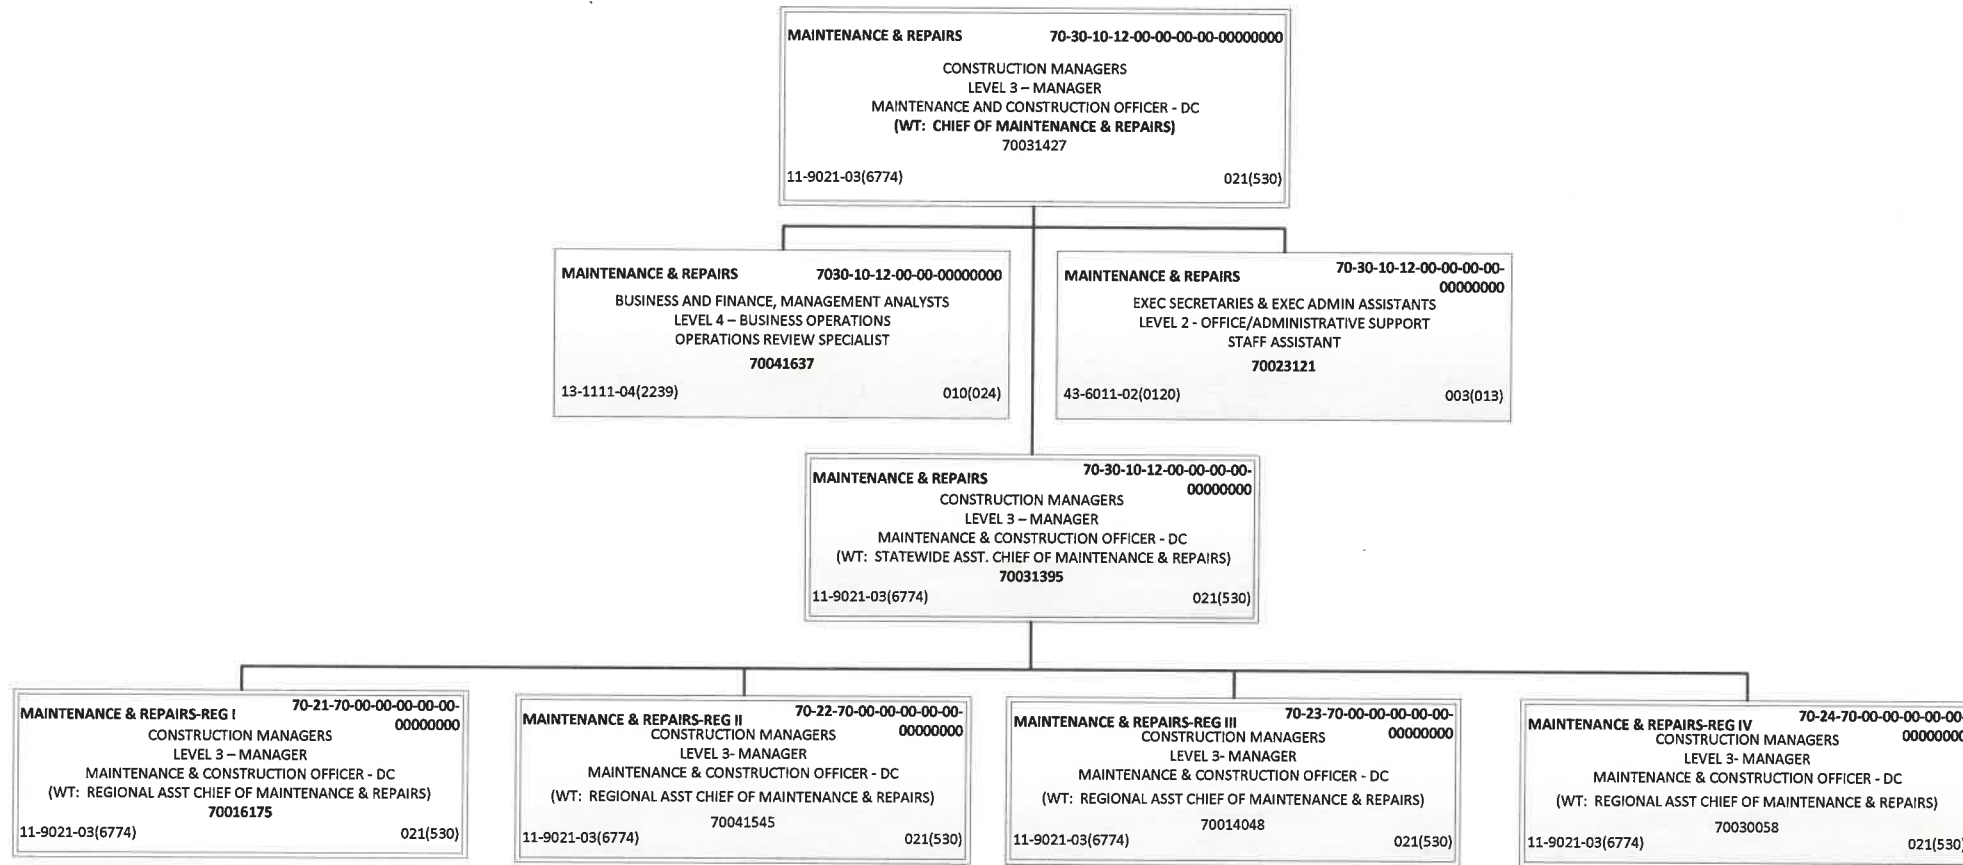 MAINTENANCE & REPAIRS 70-30-10-12-00-00-00-00-00000000
CONSTRUCTION MANAGERS
LEVEL 3 – MANAGER
MAINTENANCE AND CONSTRUCTION OFFICER - DC
(WT: CHIEF OF MAINTENANCE & REPAIRS)
70031427
11-9021-03(6774) 021(530)
MAINTENANCE & REPAIRS 7030-10-12-00-00-00000000
BUSINESS AND FINANCE, MANAGEMENT ANALYSTS
LEVEL 4 – BUSINESS OPERATIONS
OPERATIONS REVIEW SPECIALIST
70041637
13-1111-04(2239) 010(024)
MAINTENANCE & REPAIRS 70-30-10-12-00-00-00-00-
00000000
EXEC SECRETARIES & EXEC ADMIN ASSISTANTS
LEVEL 2 - OFFICE/ADMINISTRATIVE SUPPORT
STAFF ASSISTANT
70023121
43-6011-02(0120) 003(013)
MAINTENANCE & REPAIRS 70-30-10-12-00-00-00-00-
00000000
CONSTRUCTION MANAGERS
LEVEL 3 – MANAGER
MAINTENANCE & CONSTRUCTION OFFICER - DC
(WT: STATEWIDE ASST. CHIEF OF MAINTENANCE & REPAIRS)
70031395
11-9021-03(6774) 021(530)
MAINTENANCE & REPAIRS-REG I 70-21-70-00-00-00-00-00-
00000000
CONSTRUCTION MANAGERS
LEVEL 3 – MANAGER
MAINTENANCE & CONSTRUCTION OFFICER - DC
(WT: REGIONAL ASST CHIEF OF MAINTENANCE & REPAIRS)
70016175
11-9021-03(6774) 021(530)
MAINTENANCE & REPAIRS-REG II 70-22-70-00-00-00-00-00-
00000000
CONSTRUCTION MANAGERS
LEVEL 3- MANAGER
MAINTENANCE & CONSTRUCTION OFFICER - DC
(WT: REGIONAL ASST CHIEF OF MAINTENANCE & REPAIRS)
70041545
11-9021-03(6774) 021(530)
MAINTENANCE & REPAIRS-REG III 70-23-70-00-00-00-00-00-
00000000
CONSTRUCTION MANAGERS
LEVEL 3- MANAGER
MAINTENANCE & CONSTRUCTION OFFICER - DC
(WT: REGIONAL ASST CHIEF OF MAINTENANCE & REPAIRS)
70014048
11-9021-03(6774) 021(530)
MAINTENANCE & REPAIRS-REG IV 70-24-70-00-00-00-00-00-
00000000
CONSTRUCTION MANAGERS
LEVEL 3- MANAGER
MAINTENANCE & CONSTRUCTION OFFICER - DC
(WT: REGIONAL ASST CHIEF OF MAINTENANCE & REPAIRS)
70030058
11-9021-03(6774) 021(530)